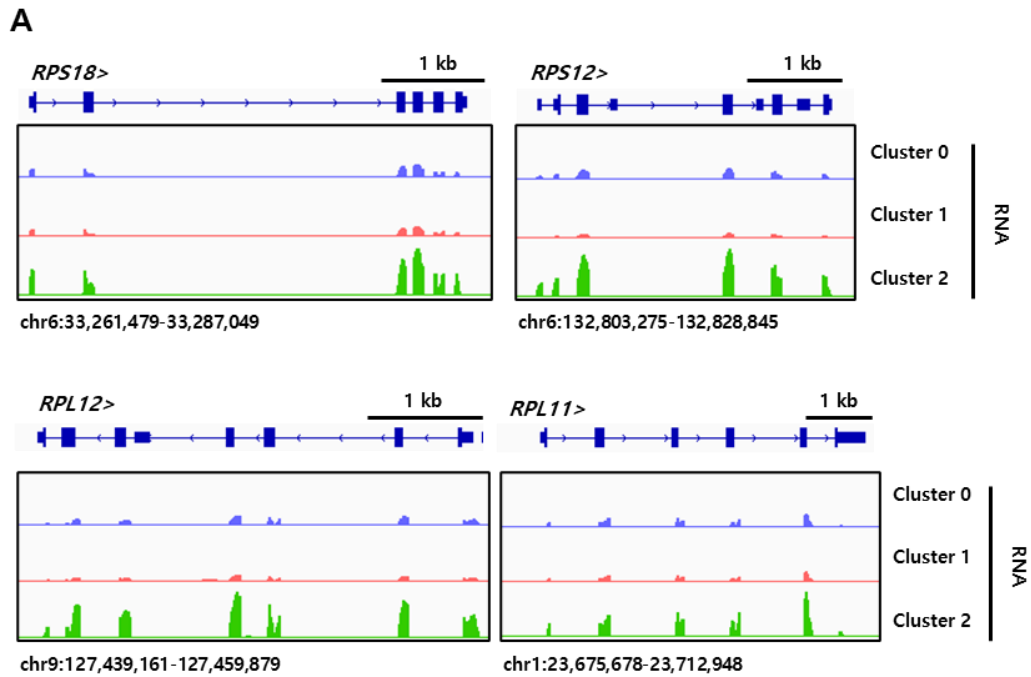 A
RPS18>
1 kb
RPS12>
1 kb
Cluster 0
Cluster 1
Cluster 2
RNA
chr6:33,261,479-33,287,049
chr6:132,803,275-132,828,845
RPL12>
1 kb
RPL11>
1 kb
Cluster 0
Cluster 1
Cluster 2
RNA
chr9:127,439,161-127,459,879
chr1:23,675,678-23,712,948